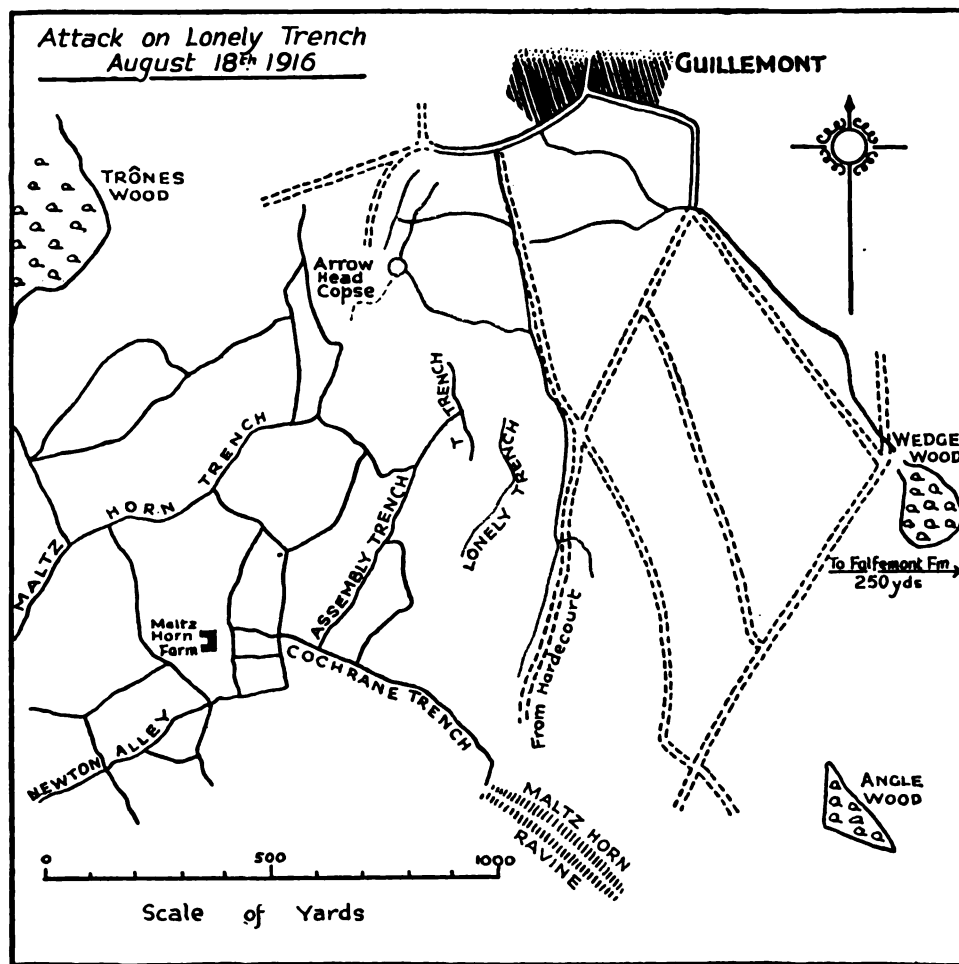 Attack on Lonely Trench
August 18th 1916
GUILLEMONT
TRÔNES
WOOD
Arrow
Head
Copse
T TRENCH
LONELY TRENCH
WEDGE
WOOD
MALTZ HORN TRENCH
ASSEMBLY TRENCH
To Falfemont Fm
250 yds
Maltz
Horn
Farm
COCHRANE TRENCH
From Hardecourt
NEWTON ALLEY
MALTZ HORN
RAVINE
ANGLE
WOOD
0 500 1000
Scale of Yards